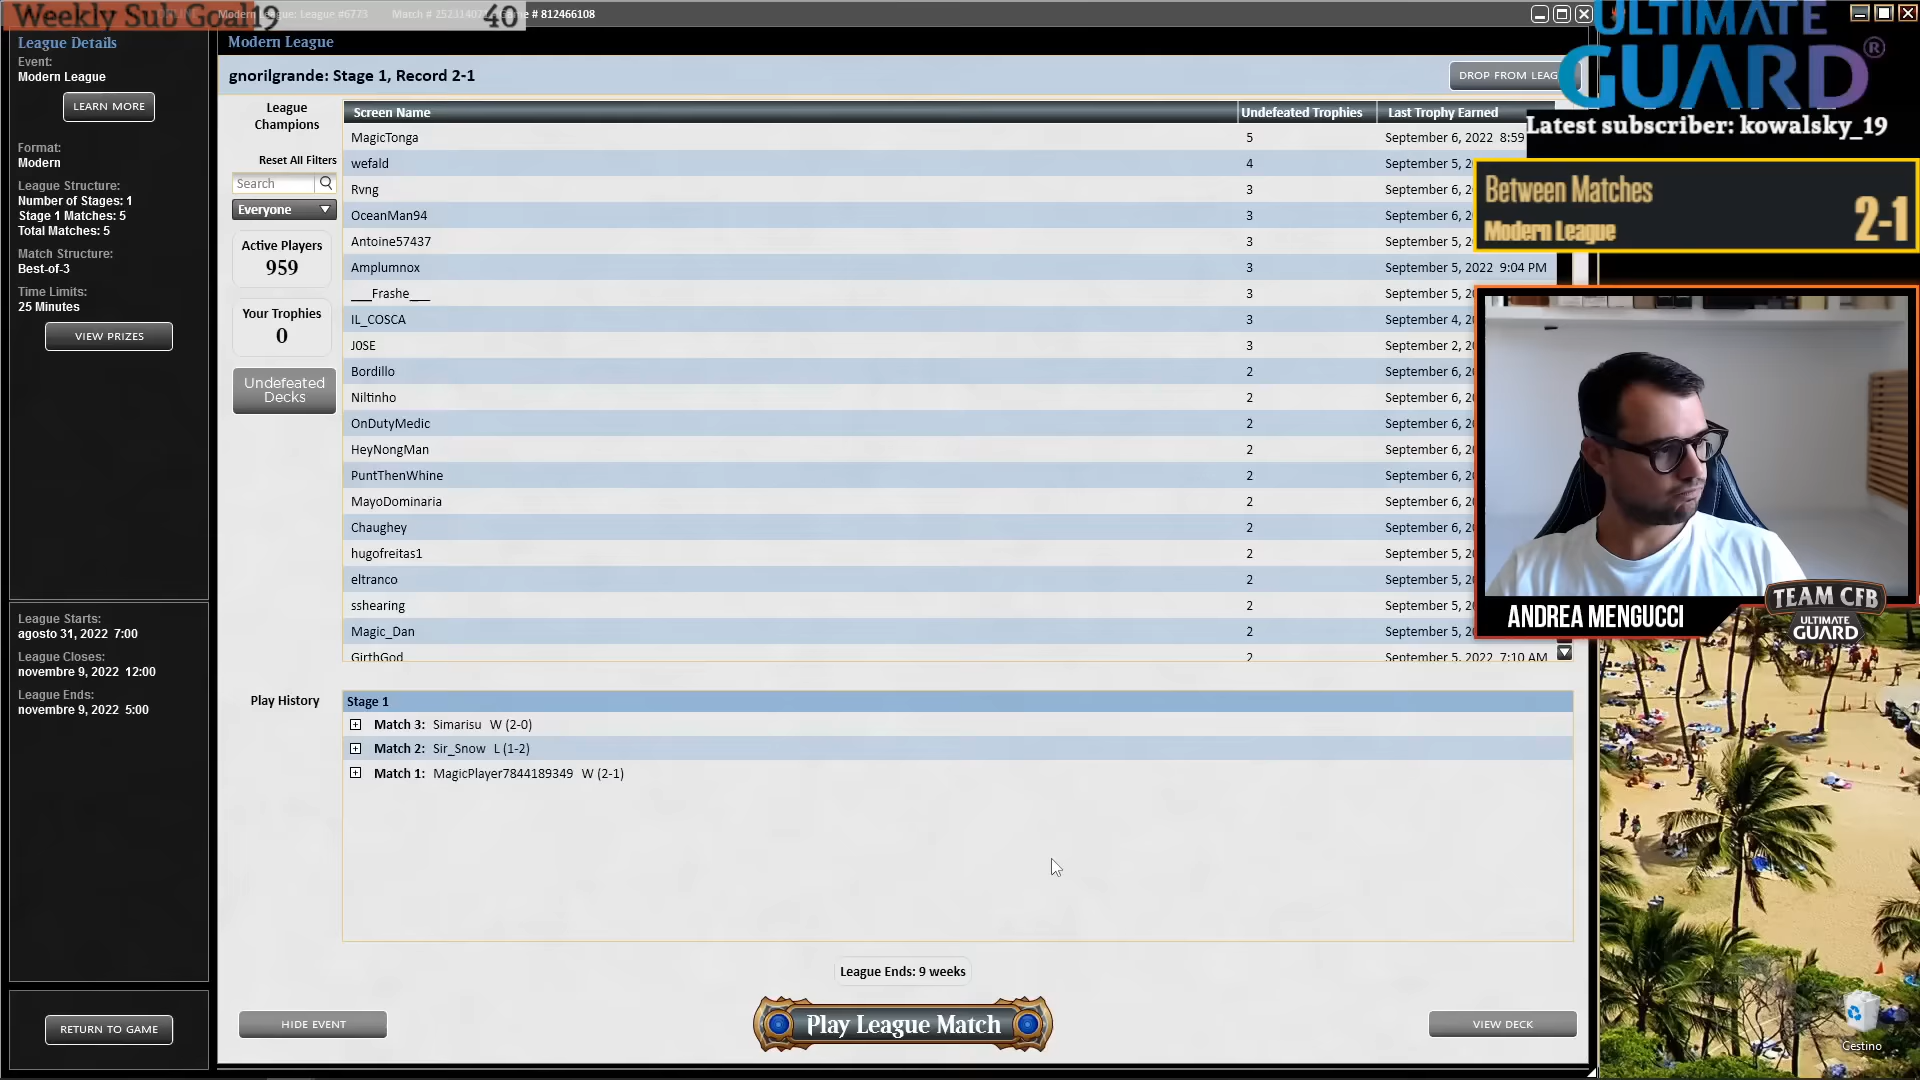 Weekly Sub Goal 19 40
Modern League: League #6773 Match # 252314072 # 812466108
League Details
Event:
Modern League
LEARN MORE
Format:
Modern
League Structure:
Number of Stages: 1
Stage 1 Matches: 5
Total Matches: 5
Match Structure:
Best-of-3
Time Limits:
25 Minutes
VIEW PRIZES
League Starts:
agosto 31, 2022 7:00
League Closes:
novembre 9, 2022 12:00
League Ends:
novembre 9, 2022 5:00
RETURN TO GAME
Modern League
gnorilgrande: Stage 1, Record 2-1
DROP FROM LEAG
League
Champions
Reset All Filters
Search
Everyone
Active Players
959
Your Trophies
0
Undefeated
Decks
Screen Name Undefeated Trophies Last Trophy Earned
MagicTonga 5 September 6, 2022 8:59
wefald 4 September 5, 2
Rvng 3 September 6, 2
OceanMan94 3 September 6, 2
Antoine57437 3 September 5, 2
Amplumnox 3 September 5, 2022 9:04 PM
___Frashe___ 3 September 5, 2
IL_COSCA 3 September 4, 2
J0SE 3 September 2, 2
Bordillo 2 September 6, 2
Niltinho 2 September 6, 2
OnDutyMedic 2 September 6, 2
HeyNongMan 2 September 6, 2
PuntThenWhine 2 September 6, 2
MayoDominaria 2 September 6, 2
Chaughey 2 September 6, 2
hugofreitas1 2 September 5, 2
eltranco 2 September 5, 2
sshearing 2 September 5, 2
Magic_Dan 2 September 5, 2
GirthGod 2 September 5, 2022 7:10 AM
Play History
Stage 1
Match 3: Simarisu W (2-0)
Match 2: Sir_Snow L (1-2)
Match 1: MagicPlayer7844189349 W (2-1)
League Ends: 9 weeks
HIDE EVENT
Play League Match
VIEW DECK
ULTIMATE
GUARD®
Latest subscriber: kowalsky_19
Between Matches
Modern League
2-1
ANDREA MENGUCCI
TEAM CFB
ULTIMATE
GUARD
Cestino